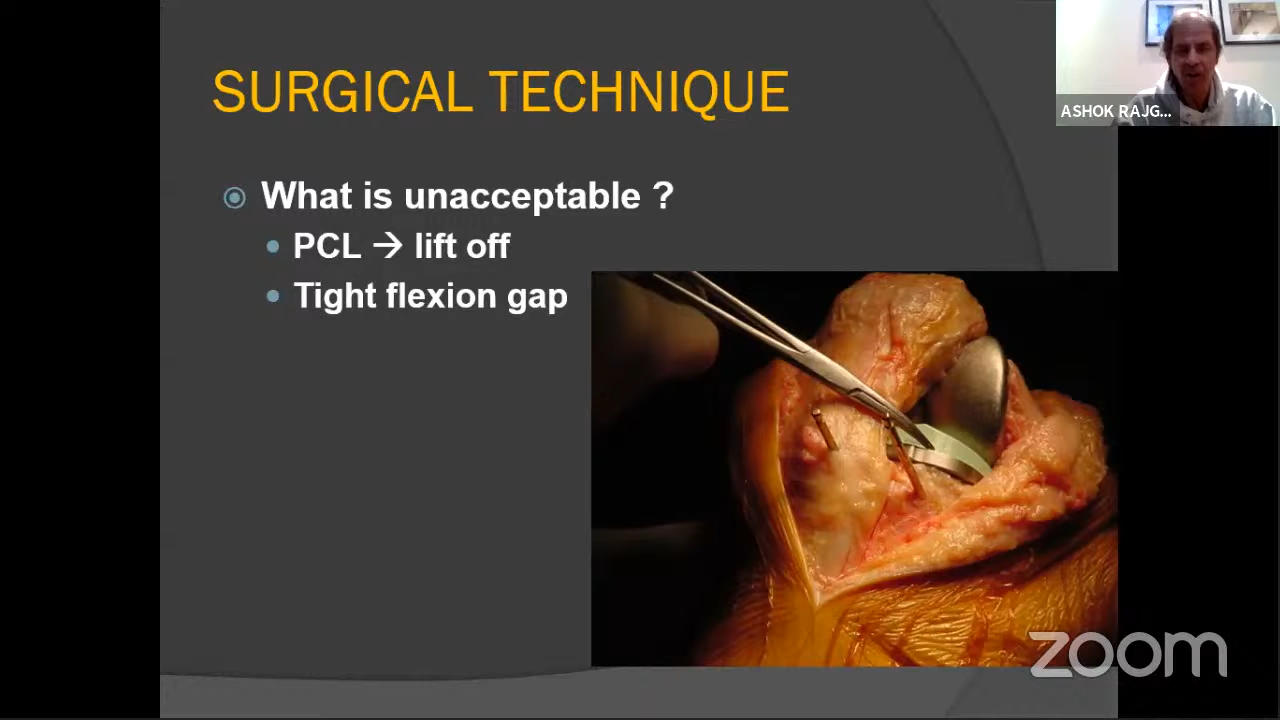 SURGICAL TECHNIQUE
What is unacceptable ?
PCL → lift off
Tight flexion gap
ASHOK RAJG...
zoom